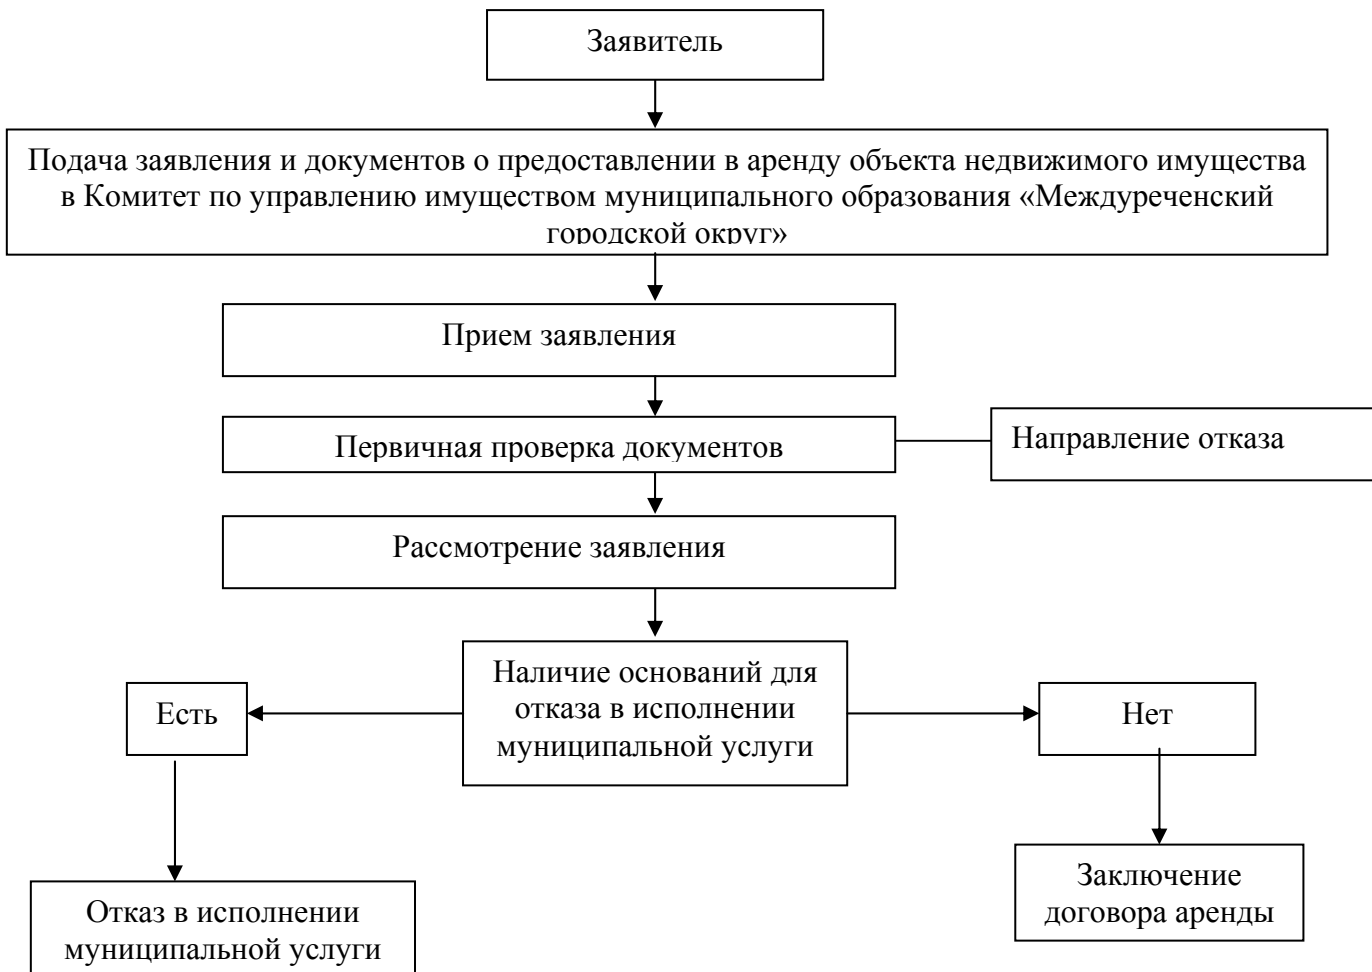 Заявитель
Подача заявления и документов о предоставлении в аренду объекта недвижимого имущества
в Комитет по управлению имуществом муниципального образования «Междуреченский
городской округ»
Прием заявления
Первичная проверка документов
Направление отказа
Рассмотрение заявления
Наличие оснований для
отказа в исполнении
муниципальной услуги
Есть
Нет
Заключение
договора аренды
Отказ в исполнении
муниципальной услуги